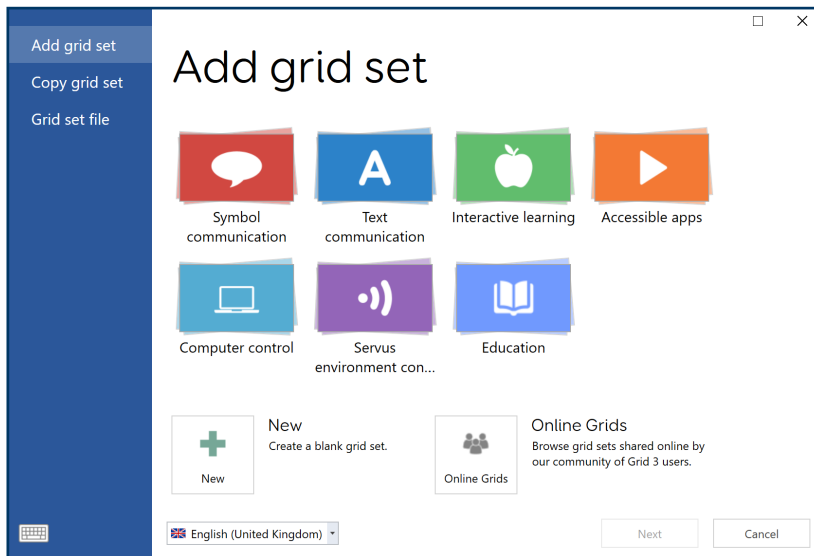 Add grid set
Copy grid set
Grid set file
Add grid set
Symbol
communication
Text
communication
Interactive learning
Accessible apps
Computer control
Servus
environment con...
Education
New
New
Create a blank grid set.
Online Grids
Online Grids
Browse grid sets shared online by
our community of Grid 3 users.
English (United Kingdom)
Next
Cancel